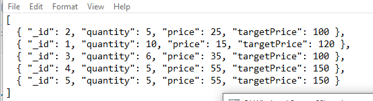 File Edit Format View Help
[
{ "_id": 2, "quantity": 5, "price": 25, "targetPrice": 100 },
{ "_id": 1, "quantity": 10, "price": 15, "targetPrice": 120 },
{ "_id": 3, "quantity": 6, "price": 35, "targetPrice": 100 },
{ "_id": 4, "quantity": 5, "price": 55, "targetPrice": 150 },
{ "_id": 5, "quantity": 5, "price": 55, "targetPrice": 150 }
]